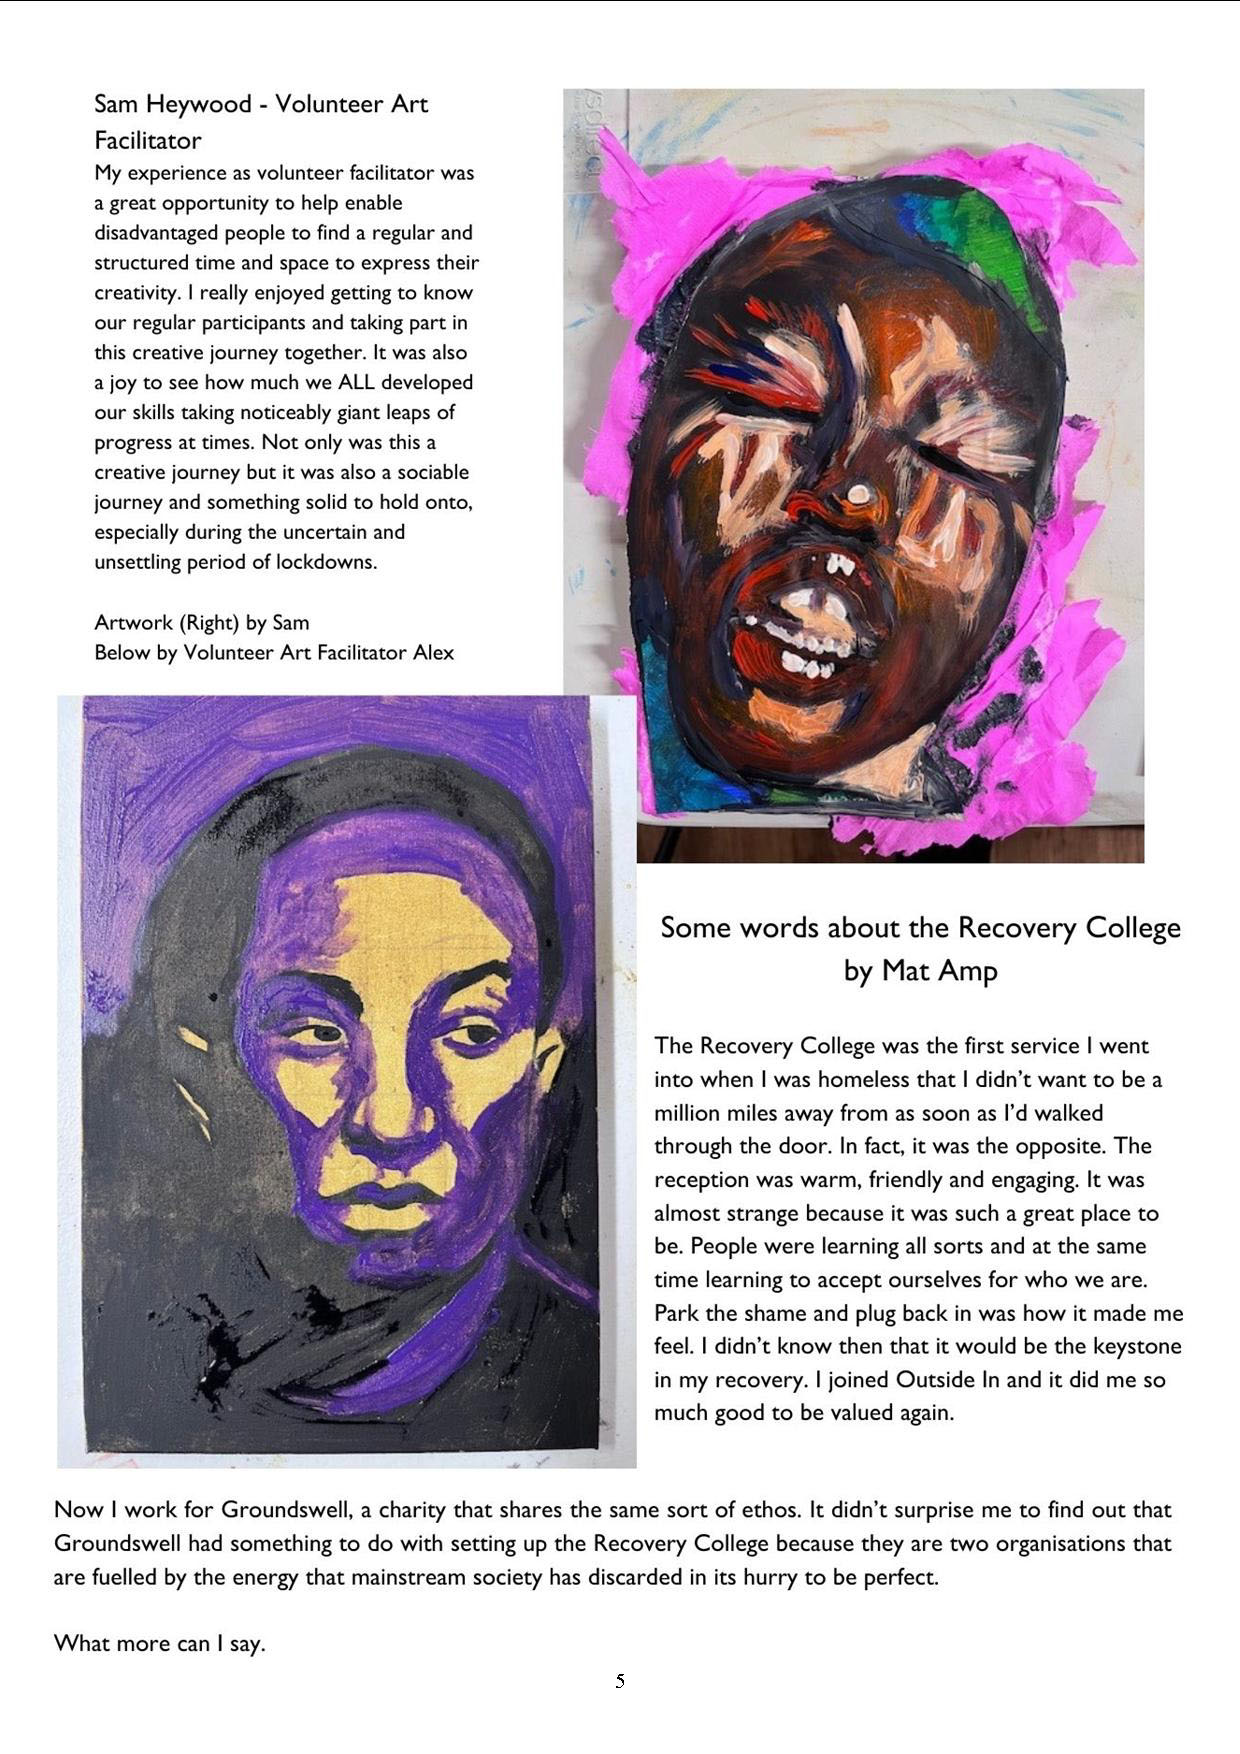 Sam Heywood - Volunteer Art
Facilitator
My experience as volunteer facilitator was
a great opportunity to help enable
disadvantaged people to find a regular and
structured time and space to express their
creativity. I really enjoyed getting to know
our regular participants and taking part in
this creative journey together. It was also
a joy to see how much we ALL developed
our skills taking noticeably giant leaps of
progress at times. Not only was this a
creative journey but it was also a sociable
journey and something solid to hold onto,
especially during the uncertain and
unsettling period of lockdowns.
Artwork (Right) by Sam
Below by Volunteer Art Facilitator Alex
Some words about the Recovery College
by Mat Amp
The Recovery College was the first service I went
into when I was homeless that I didn't want to be a
million miles away from as soon as I'd walked
through the door. In fact, it was the opposite. The
reception was warm, friendly and engaging. It was
almost strange because it was such a great place to
be. People were learning all sorts and at the same
time learning to accept ourselves for who we are.
Park the shame and plug back in was how it made me
feel. I didn't know then that it would be the keystone
in my recovery. I joined Outside In and it did me so
much good to be valued again.
Now I work for Groundswell, a charity that shares the same sort of ethos. It didn't surprise me to find out that
Groundswell had something to do with setting up the Recovery College because they are two organisations that
are fuelled by the energy that mainstream society has discarded in its hurry to be perfect.
What more can I say.
5